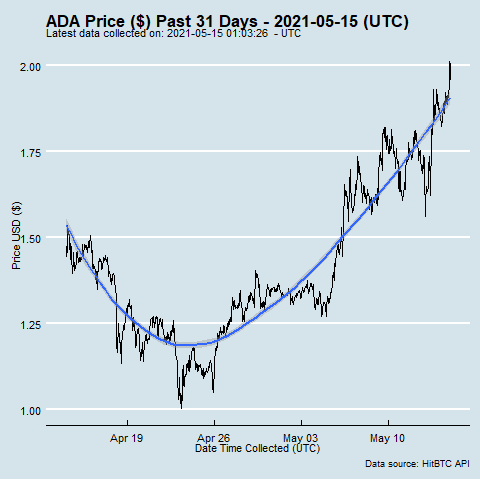 ADA Price ($) Past 31 Days - 2021-05-15 (UTC)
Latest data collected on: 2021-05-15 01:03:26 - UTC
2.00
1.75
1.50
1.25
1.00
Price USD ($)
Apr 19
Apr 26
May 03
May 10
Date Time Collected (UTC)
Data source: HitBTC API